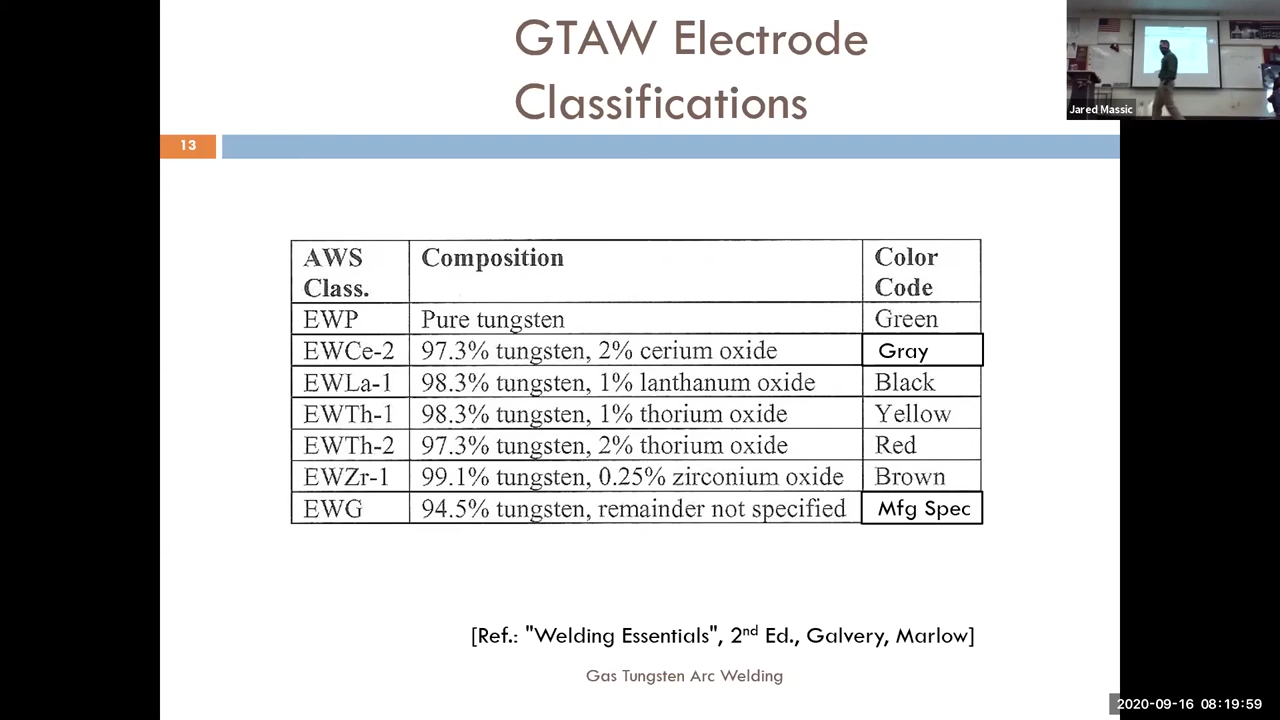 GTAW Electrode
Classifications
Jared Massic
13
AWS Class. Composition Color Code
EWP Pure tungsten Green
EWCe-2 97.3% tungsten, 2% cerium oxide Gray
EWLa-1 98.3% tungsten, 1% lanthanum oxide Black
EWTh-1 98.3% tungsten, 1% thorium oxide Yellow
EWTh-2 97.3% tungsten, 2% thorium oxide Red
EWZr-1 99.1% tungsten, 0.25% zirconium oxide Brown
EWG 94.5% tungsten, remainder not specified Mfg Spec
[Ref.: "Welding Essentials", 2nd Ed., Galvery, Marlow]
Gas Tungsten Arc Welding
2020-09-16 08:19:59